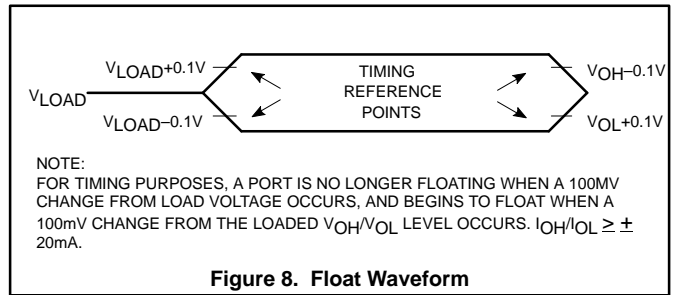 VLOAD+0.1V
TIMING
VOH–0.1V
VLOAD
REFERENCE
VLOAD–0.1V
POINTS
VOL+0.1V
NOTE:
FOR TIMING PURPOSES, A PORT IS NO LONGER FLOATING WHEN A 100MV
CHANGE FROM LOAD VOLTAGE OCCURS, AND BEGINS TO FLOAT WHEN A
100mV CHANGE FROM THE LOADED VOH/VOL LEVEL OCCURS. IOH/IOL ≥ ±
20mA.
Figure 8. Float Waveform